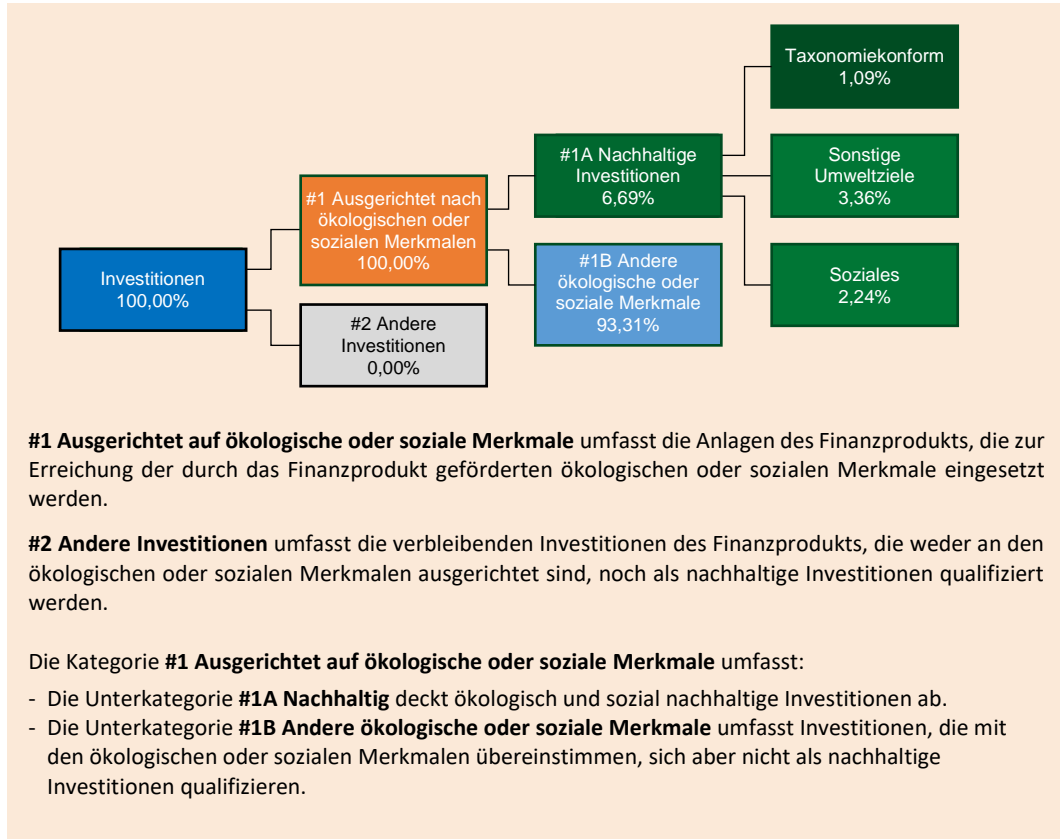 Taxonomiekonform
1,09%
#1A Nachhaltige
Investitionen
6,69%
Sonstige
Umweltziele
3,36%
#1 Ausgerichtet nach
ökologischen oder
sozialen Merkmalen
100,00%
#1B Andere
ökologische oder
soziale Merkmale
93,31%
Soziales
2,24%
Investitionen
100,00%
#2 Andere
Investitionen
0,00%
#1 Ausgerichtet auf ökologische oder soziale Merkmale umfasst die Anlagen des Finanzprodukts, die zur
Erreichung der durch das Finanzprodukt geförderten ökologischen oder sozialen Merkmale eingesetzt
werden.
#2 Andere Investitionen umfasst die verbleibenden Investitionen des Finanzprodukts, die weder an den
ökologischen oder sozialen Merkmalen ausgerichtet sind, noch als nachhaltige Investitionen qualifiziert
werden.
Die Kategorie #1 Ausgerichtet auf ökologische oder soziale Merkmale umfasst:
- Die Unterkategorie #1A Nachhaltig deckt ökologisch und sozial nachhaltige Investitionen ab.
- Die Unterkategorie #1B Andere ökologische oder soziale Merkmale umfasst Investitionen, die mit
den ökologischen oder sozialen Merkmalen übereinstimmen, sich aber nicht als nachhaltige
Investitionen qualifizieren.